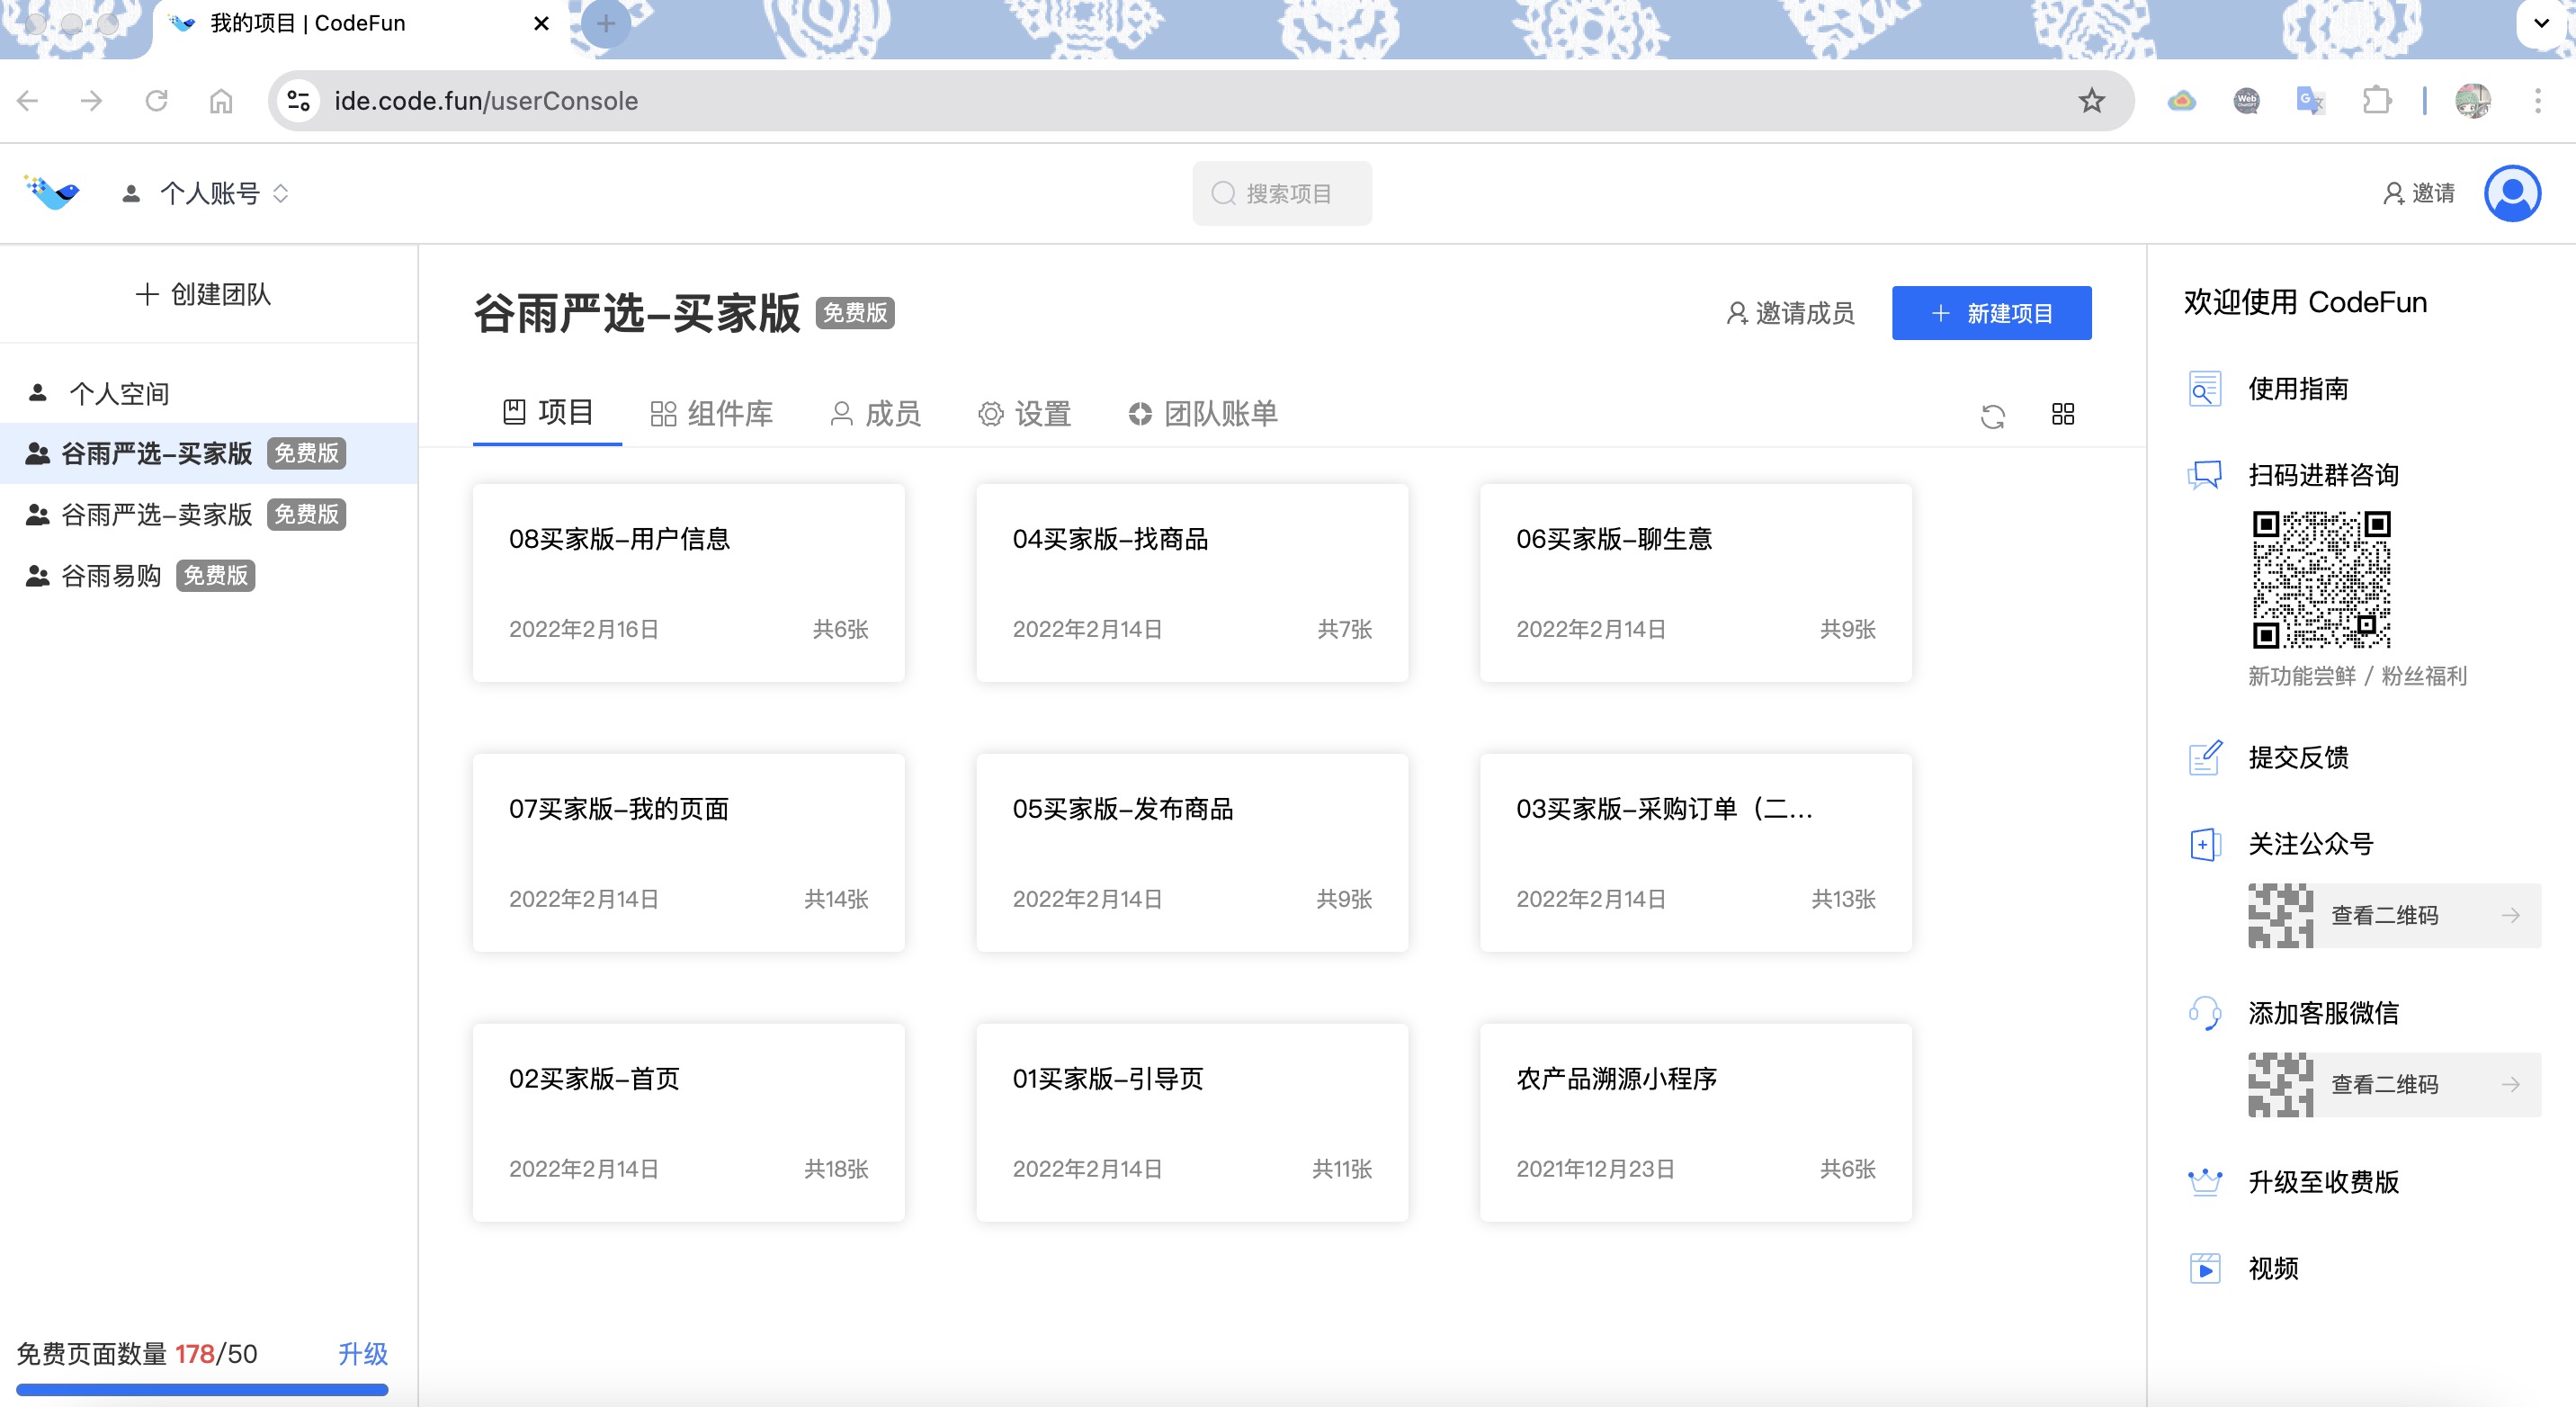 我的项目 | CodeFun
ide.code.fun/userConsole
个人账号
搜索项目
邀请
创建团队
个人空间
谷雨严选-买家版 免费版
谷雨严选-卖家版 免费版
谷雨易购 免费版
免费页面数量 178/50 升级
谷雨严选-买家版 免费版
邀请成员
新建项目
项目 组件库 成员 设置 团队账单
08买家版-用户信息
2022年2月16日 共6张
04买家版-找商品
2022年2月14日 共7张
06买家版-聊生意
2022年2月14日 共9张
07买家版-我的页面
2022年2月14日 共14张
05买家版-发布商品
2022年2月14日 共9张
03买家版-采购订单（二...
2022年2月14日 共13张
02买家版-首页
2022年2月14日 共18张
01买家版-引导页
2022年2月14日 共11张
农产品溯源小程序
2021年12月23日 共6张
欢迎使用 CodeFun
使用指南
扫码进群咨询
新功能尝鲜 / 粉丝福利
提交反馈
关注公众号
查看二维码
添加客服微信
查看二维码
升级至收费版
视频